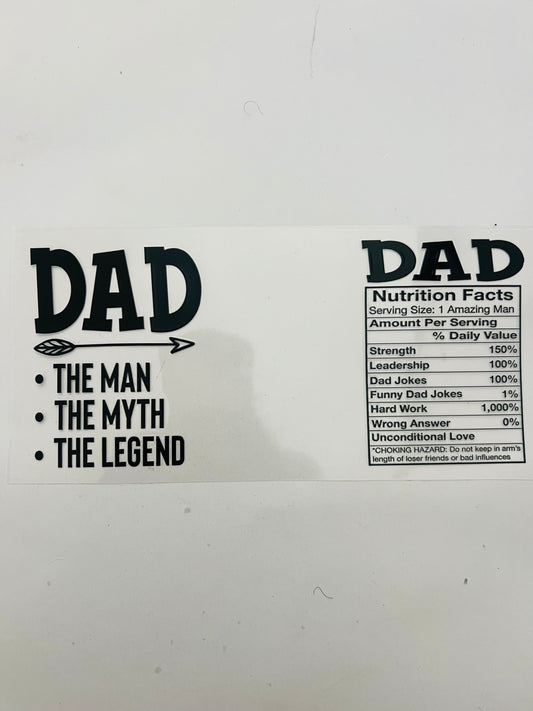 DAD
• THE MAN
• THE MYTH
• THE LEGEND
DAD
Nutrition Facts
Serving Size: 1 Amazing Man
Amount Per Serving
% Daily Value
Strength 150%
Leadership 100%
Dad Jokes 100%
Funny Dad Jokes 1%
Hard Work 1,000%
Wrong Answer 0%
Unconditional Love
*CHOKING HAZARD: Do not keep in arm's
length of loser friends or bad influences